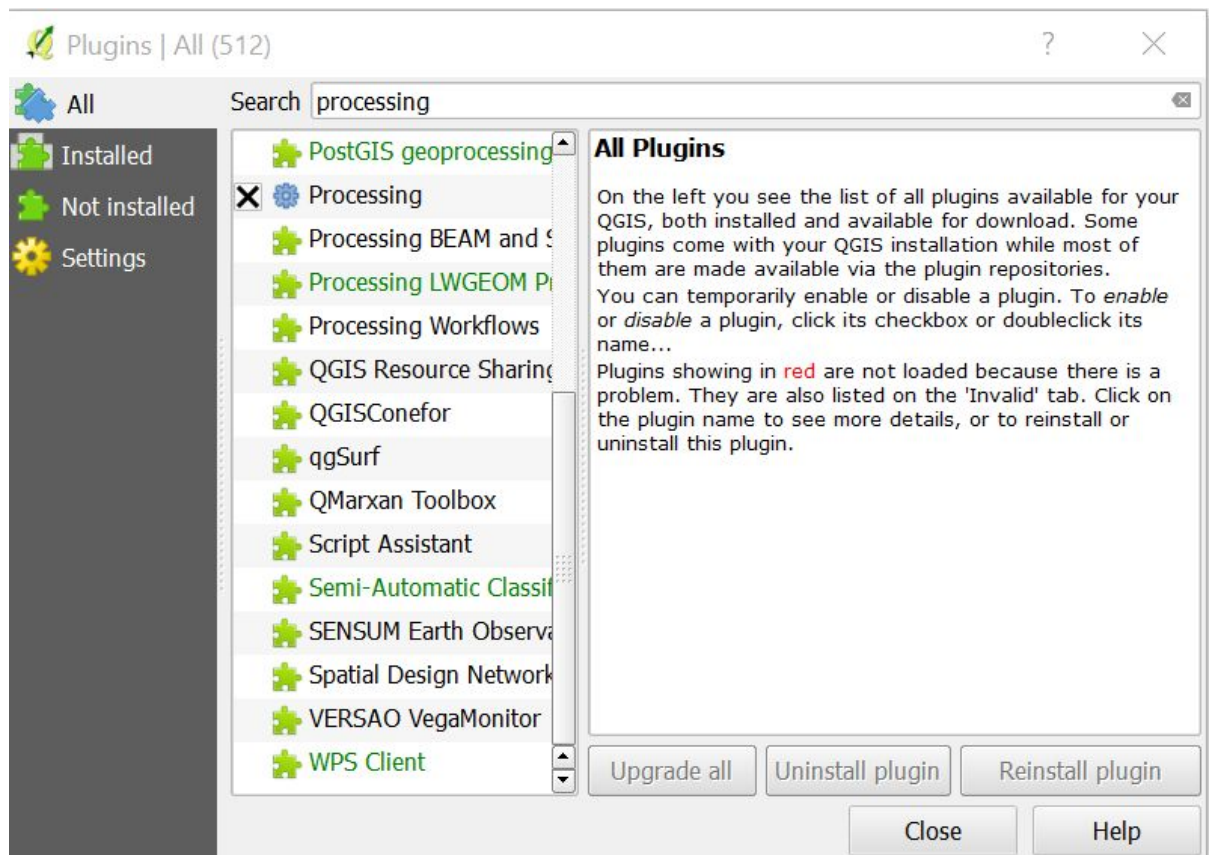 Plugins | All (512)
?
All
Installed
Not installed
Settings
Search processing
PostGIS geoprocessing
Processing
Processing BEAM and
Processing LWGEOM
Processing Workflows
QGIS Resource Sharing
QGISConefor
qgSurf
QMarxan Toolbox
Script Assistant
Semi-Automatic Classif
SENSUM Earth Observa
Spatial Design Network
VERSAO VegaMonitor
WPS Client
All Plugins
On the left you see the list of all plugins available for your
QGIS, both installed and available for download. Some
plugins come with your QGIS installation while most of
them are made available via the plugin repositories.
You can temporarily enable or disable a plugin. To enable
or disable a plugin, click its checkbox or doubleclick its
name...
Plugins showing in red are not loaded because there is a
problem. They are also listed on the 'Invalid' tab. Click on
the plugin name to see more details, or to reinstall or
uninstall this plugin.
Upgrade all
Uninstall plugin
Reinstall plugin
Close
Help